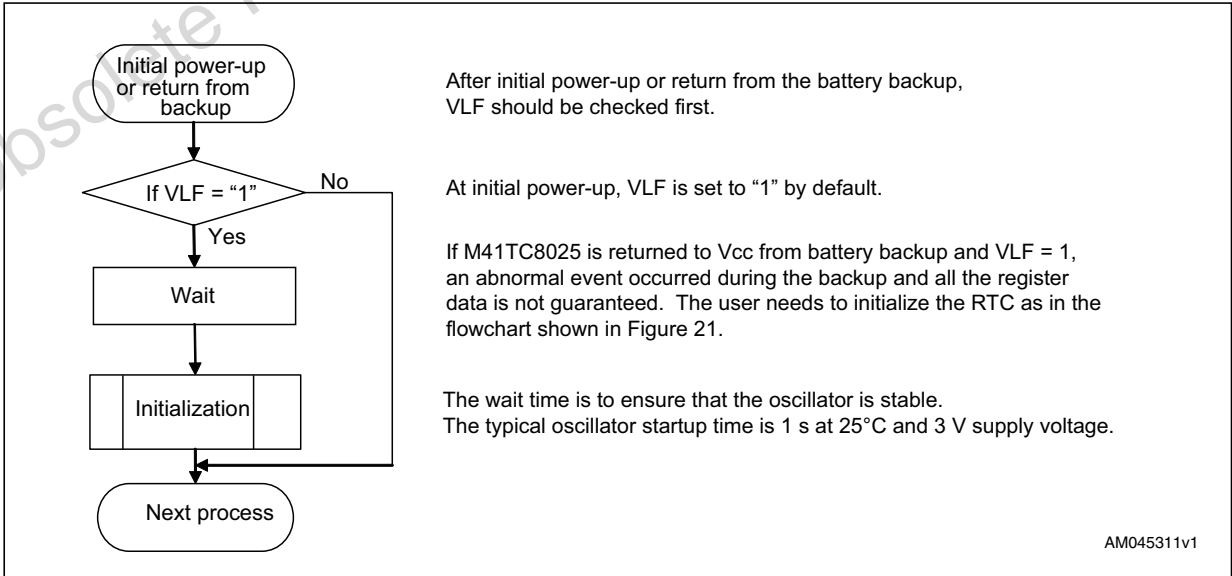 Initial power-up
or return from
backup
After initial power-up or return from the battery backup,
VLF should be checked first.
If VLF = “1”
No
At initial power-up, VLF is set to “1” by default.
Yes
If M41TC8025 is returned to Vcc from battery backup and VLF = 1,
an abnormal event occurred during the backup and all the register
data is not guaranteed.  The user needs to initialize the RTC as in the
flowchart shown in Figure 21.
Wait
Initialization
The wait time is to ensure that the oscillator is stable.
The typical oscillator startup time is 1 s at 25°C and 3 V supply voltage.
Next process
AM045311v1